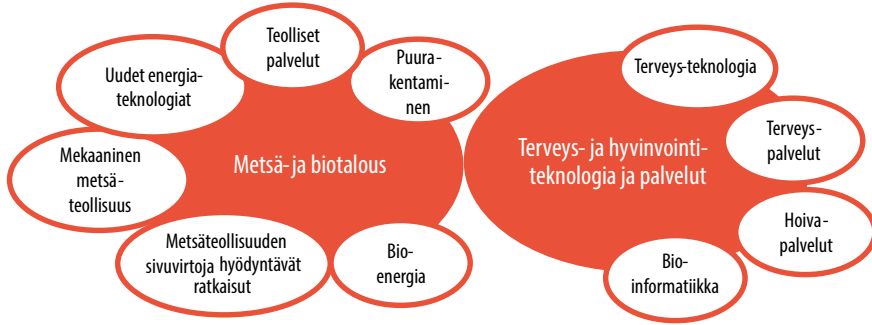 Teolliset
palvelut
Puura-
kentami-
nen
Uudet energia-
teknologiat
Mekaaninen
metsä-
teollisuus
Metsä- ja biotalous
Metsäteollisuuden
sivuvirtoja hyödyntävät
ratkaisut
Bio-
energia
Terveys-teknologia
Terveys- ja hyvinvointi-
teknologia ja palvelut
Terveys-
palvelut
Hoiva-
palvelut
Bio-
informatiikka